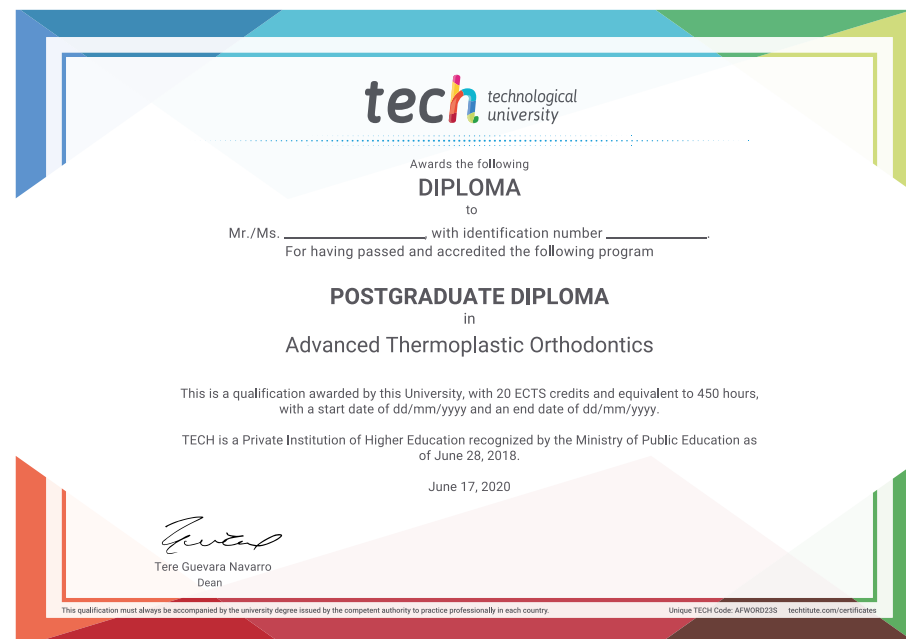 tech technological
university
Awards the following
DIPLOMA
to
Mr./Ms. ____________________, with identification number ______________.
For having passed and accredited the following program
POSTGRADUATE DIPLOMA
in
Advanced Thermoplastic Orthodontics
This is a qualification awarded by this University, with 20 ECTS credits and equivalent to 450 hours,
with a start date of dd/mm/yyyy and an end date of dd/mm/yyyy.
TECH is a Private Institution of Higher Education recognized by the Ministry of Public Education as
of June 28, 2018.
June 17, 2020
Tere Guevara Navarro
Dean
This qualification must always be accompanied by the university degree issued by the competent authority to practice professionally in each country. Unique TECH Code: AFWORD23S techtitute.com/certificates